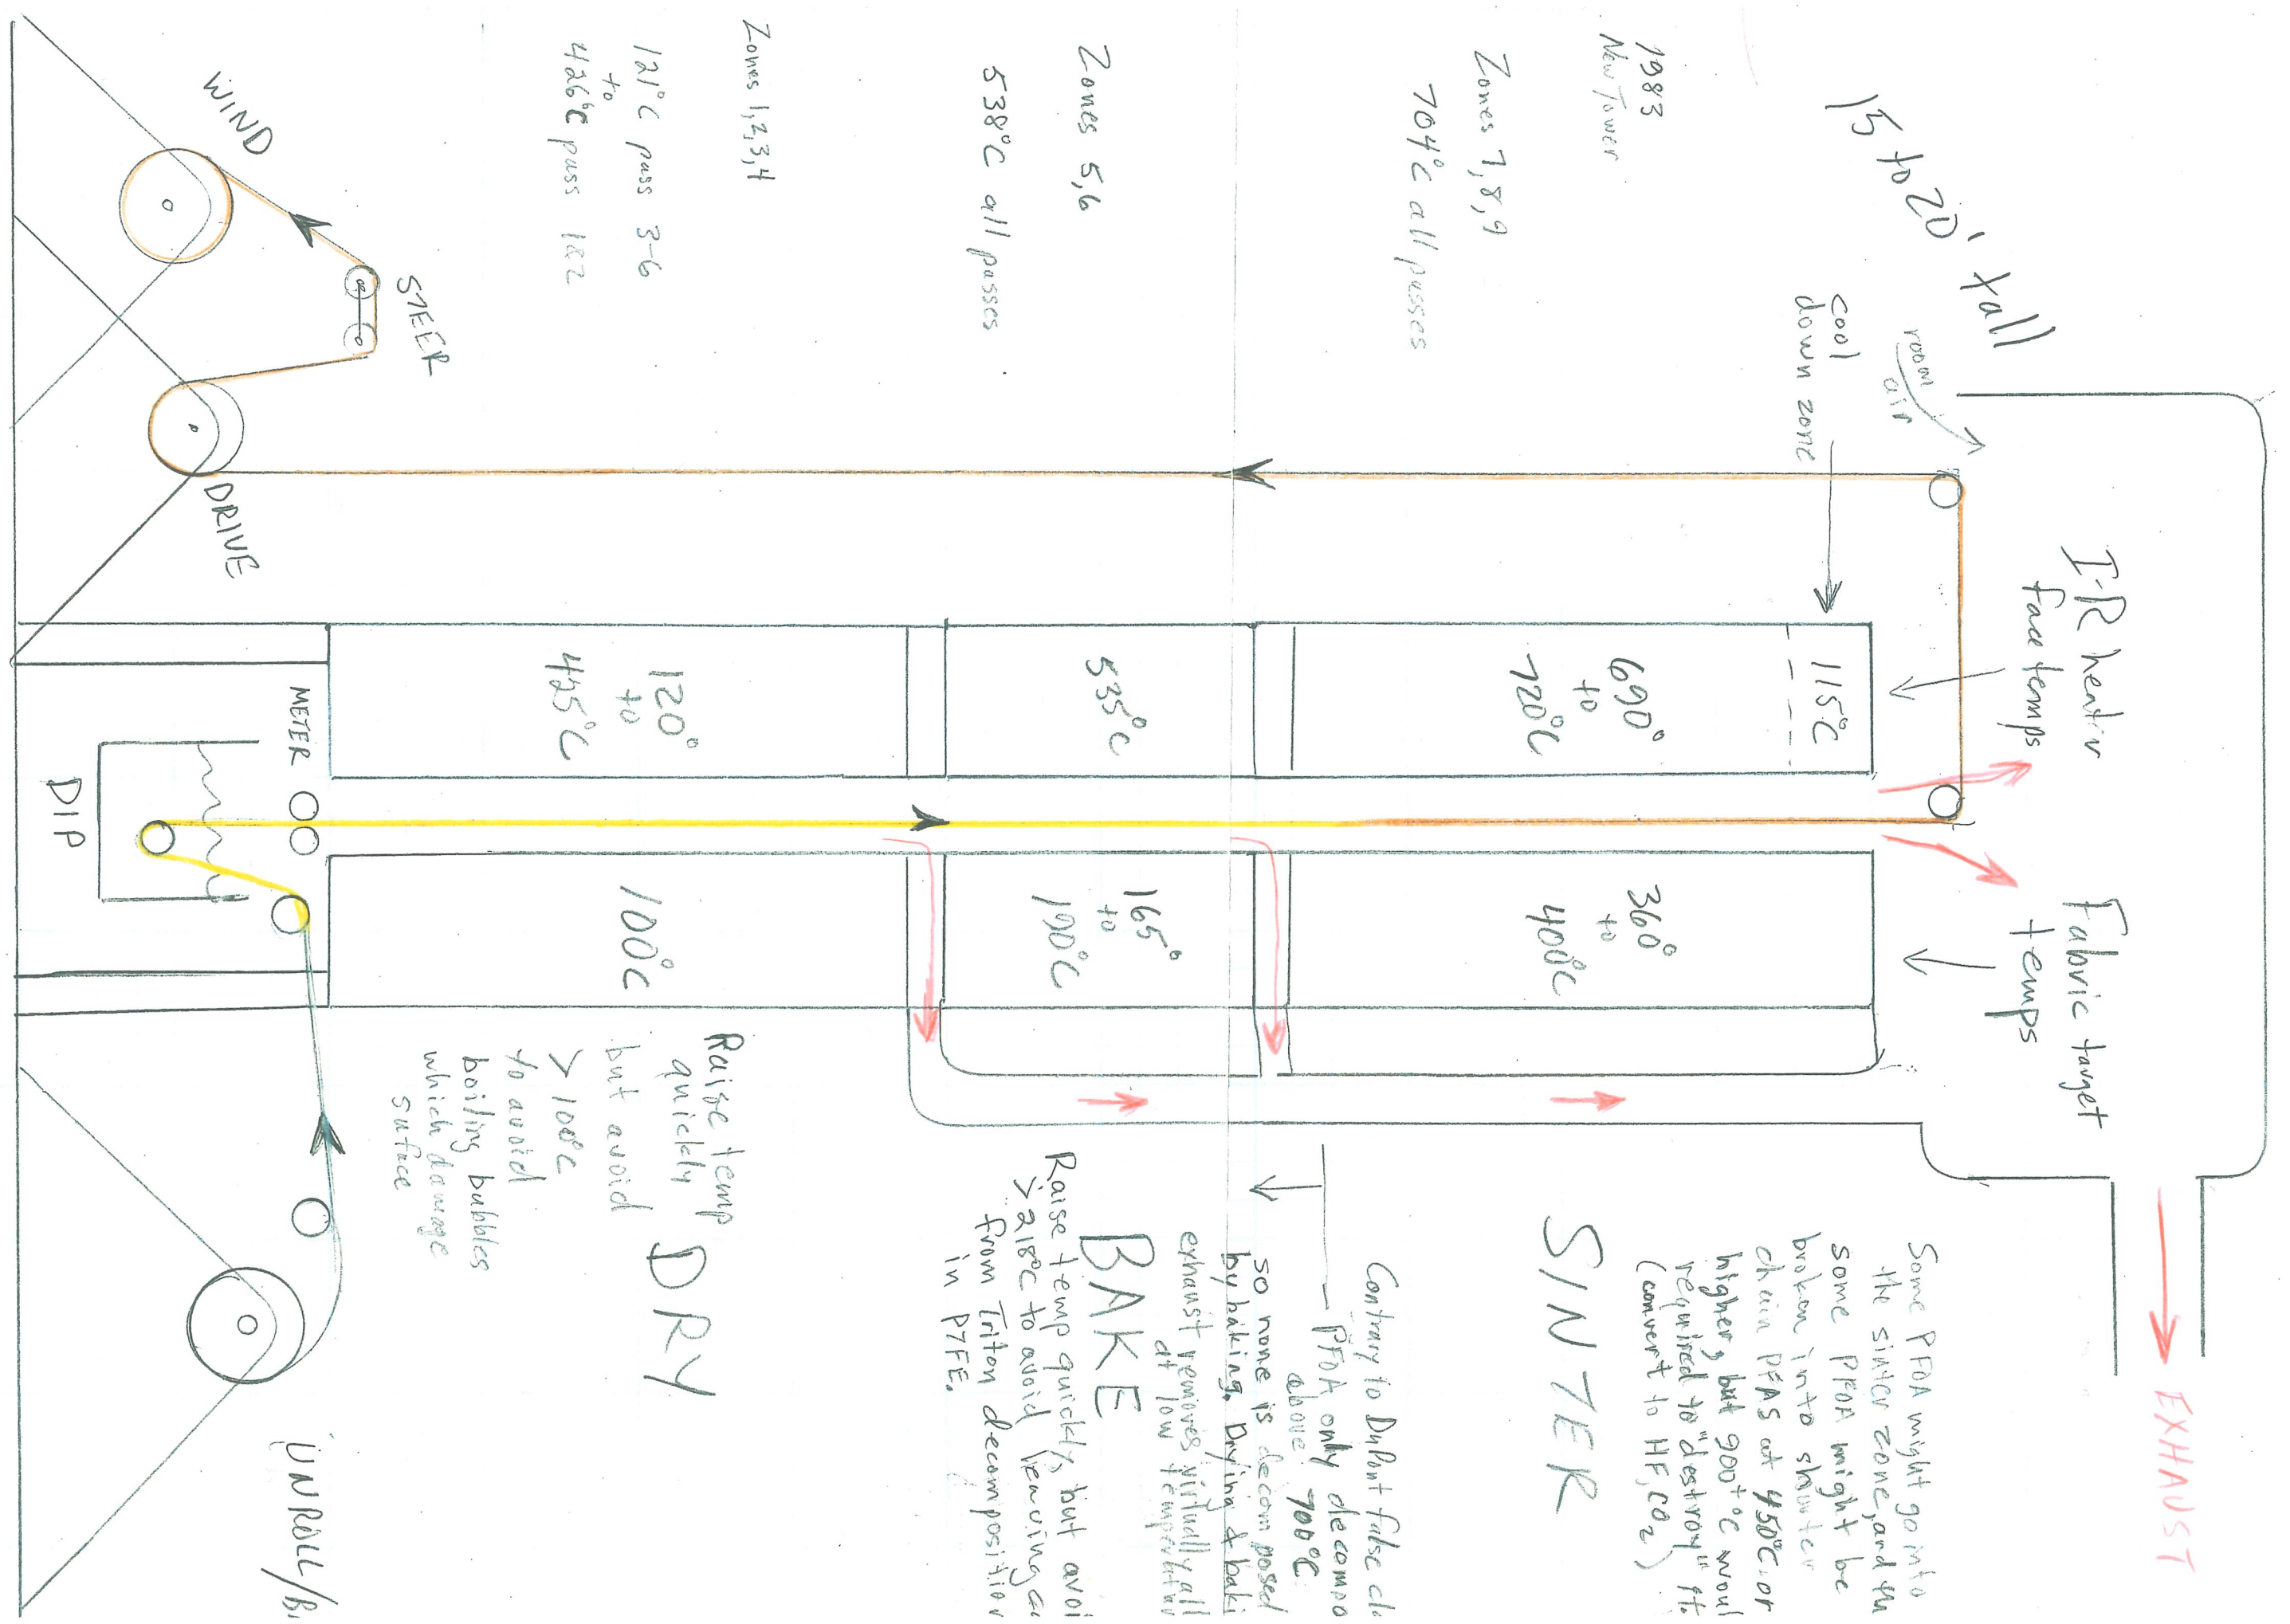 15 to 20' tall
room
air
cool
down zone
1983
New Tower
Zones 7,8,9
704°C all passes
Zones 5,6
538°C all passes
Zones 1,2,3,4
121°C pass 3-6
to
426°C pass 1&2
WIND
STEER
DRIVE
I-R heater
face temps
Fabric target
temps
115°C
690°
to
720°C
360°
to
400°C
535°C
165°
to
190°C
120°
to
425°C
100°C
METER
DIP
EXHAUST
Some PFOA might go into
the sinter zone, and th
some PFOA might be
broken into shorter
chain PFAS at 450°C or
higher, but 900+°C woul
required to "destroy" it.
(convert to HF, CO2)
SINTER
Contrary to DuPont false cl
PFOA only decompo
above 700°C
so none is decomposed
by baking. Drying & baki
exhaust removes virtually all
at low temperatur
BAKE
Raise temp quickly, but avoi
>218°C to avoid leaving ca
from Triton decomposition
in PTFE.
DRY
Raise temp
quickly
but avoid
>100°C
to avoid
boiling bubbles
which damage
surface
UNROLL/B